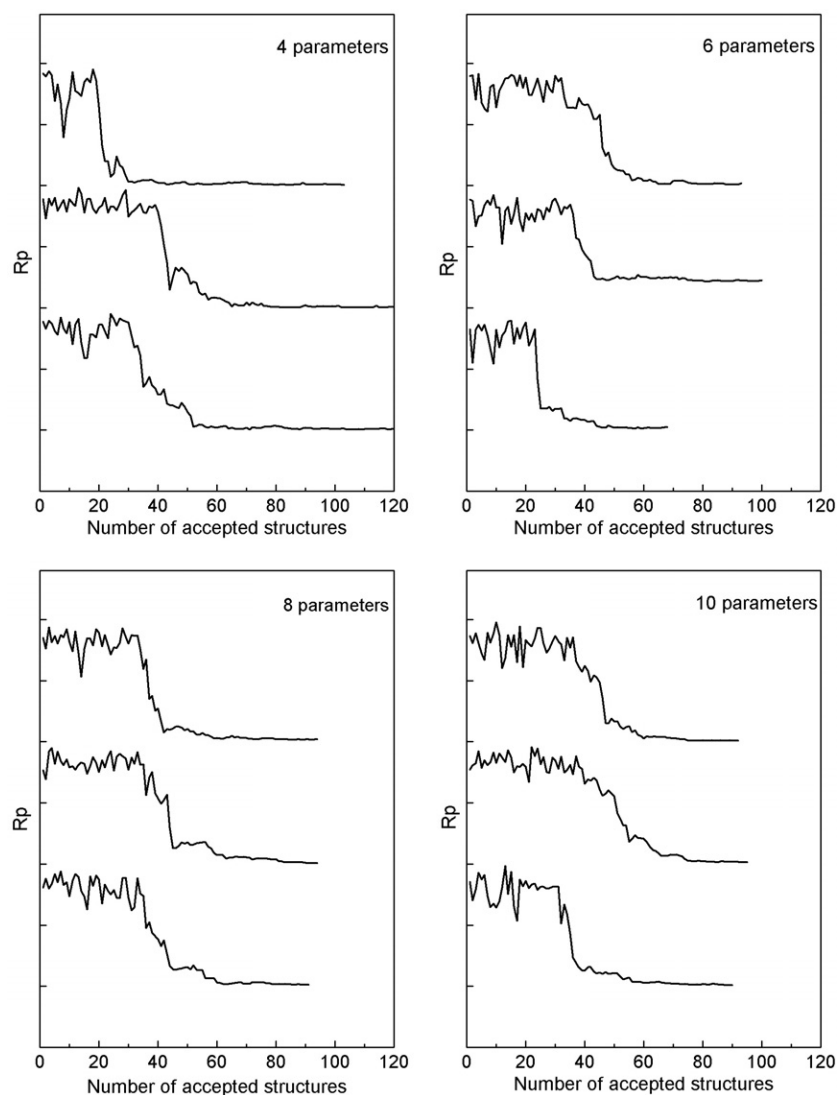 4 parameters
Rp
0 20 40 60 80 100 120
Number of accepted structures
6 parameters
Rp
0 20 40 60 80 100 120
Number of accepted structures
8 parameters
Rp
0 20 40 60 80 100 120
Number of accepted structures
10 parameters
Rp
0 20 40 60 80 100 120
Number of accepted structures